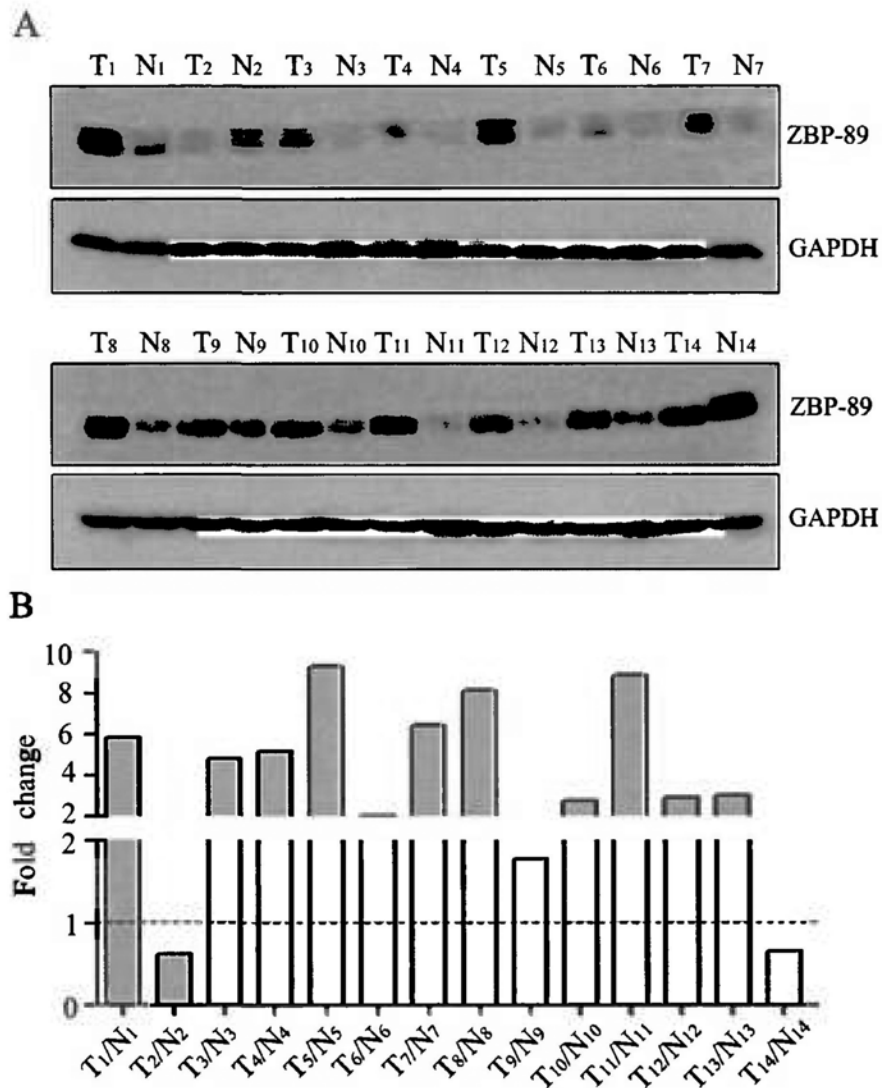 A
T1 N1 T2 N2 T3 N3 T4 N4 T5 N5 T6 N6 T7 N7
ZBP-89
GAPDH
T8 N8 T9 N9 T10 N10 T11 N11 T12 N12 T13 N13 T14 N14
ZBP-89
GAPDH
B
Fold change
10
8
6
4
2
2
1
0
T1/N1 T2/N2 T3/N3 T4/N4 T5/N5 T6/N6 T7/N7 T8/N8 T9/N9 T10/N10 T11/N11 T12/N12 T13/N13 T14/N14